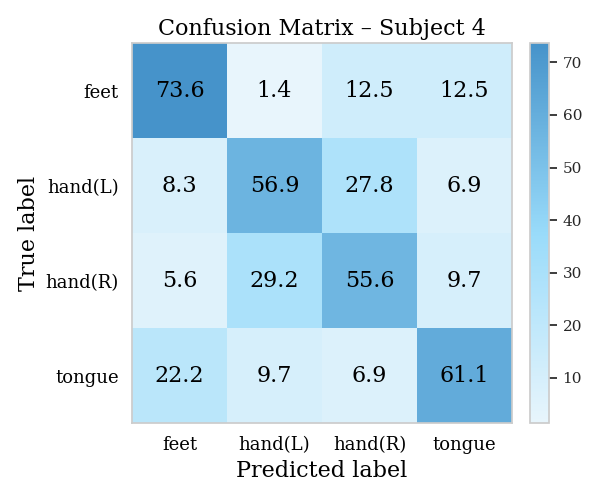 Confusion Matrix – Subject 4
feet 73.6 1.4 12.5 12.5
hand(L) 8.3 56.9 27.8 6.9
hand(R) 5.6 29.2 55.6 9.7
tongue 22.2 9.7 6.9 61.1
feet hand(L) hand(R) tongue
Predicted label
True label
70
60
50
40
30
20
10